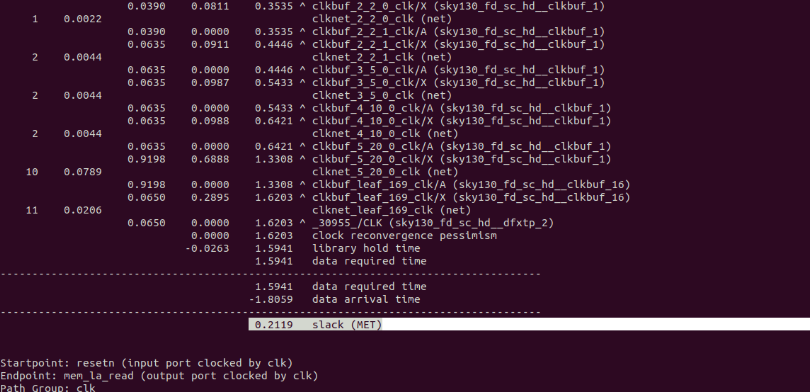 0.0390 0.0811 0.3535 ^ clkbuf_2_2_0_clk/X (sky130_fd_sc_hd__clkbuf_1)
1 0.0022 clknet_2_2_0_clk (net)
0.0390 0.0000 0.3535 ^ clkbuf_2_2_1_clk/A (sky130_fd_sc_hd__clkbuf_1)
0.0635 0.0911 0.4446 ^ clkbuf_2_2_1_clk/X (sky130_fd_sc_hd__clkbuf_1)
2 0.0044 clknet_2_2_1_clk (net)
0.0635 0.0000 0.4446 ^ clkbuf_3_5_0_clk/A (sky130_fd_sc_hd__clkbuf_1)
0.0635 0.0987 0.5433 ^ clkbuf_3_5_0_clk/X (sky130_fd_sc_hd__clkbuf_1)
2 0.0044 clknet_3_5_0_clk (net)
0.0635 0.0000 0.5433 ^ clkbuf_4_10_0_clk/A (sky130_fd_sc_hd__clkbuf_1)
0.0635 0.0988 0.6421 ^ clkbuf_4_10_0_clk/X (sky130_fd_sc_hd__clkbuf_1)
2 0.0044 clknet_4_10_0_clk (net)
0.0635 0.0000 0.6421 ^ clkbuf_5_20_0_clk/A (sky130_fd_sc_hd__clkbuf_1)
0.9198 0.6888 1.3308 ^ clkbuf_5_20_0_clk/X (sky130_fd_sc_hd__clkbuf_1)
10 0.0789 clknet_5_20_0_clk (net)
0.9198 0.0000 1.3308 ^ clkbuf_leaf_169_clk/A (sky130_fd_sc_hd__clkbuf_16)
0.0650 0.2895 1.6203 ^ clkbuf_leaf_169_clk/X (sky130_fd_sc_hd__clkbuf_16)
11 0.0206 clknet_leaf_169_clk (net)
0.0650 0.0000 1.6203 ^ _30955_/CLK (sky130_fd_sc_hd__dfxtp_2)
0.0000 1.6203 clock reconvergence pessimism
-0.0263 1.5941 library hold time
1.5941 data required time
-----------------------------------------------------------------------------
1.5941 data required time
-1.8059 data arrival time
-----------------------------------------------------------------------------
0.2119 slack (MET)
Startpoint: resetn (input port clocked by clk)
Endpoint: mem_la_read (output port clocked by clk)
Path Group: clk